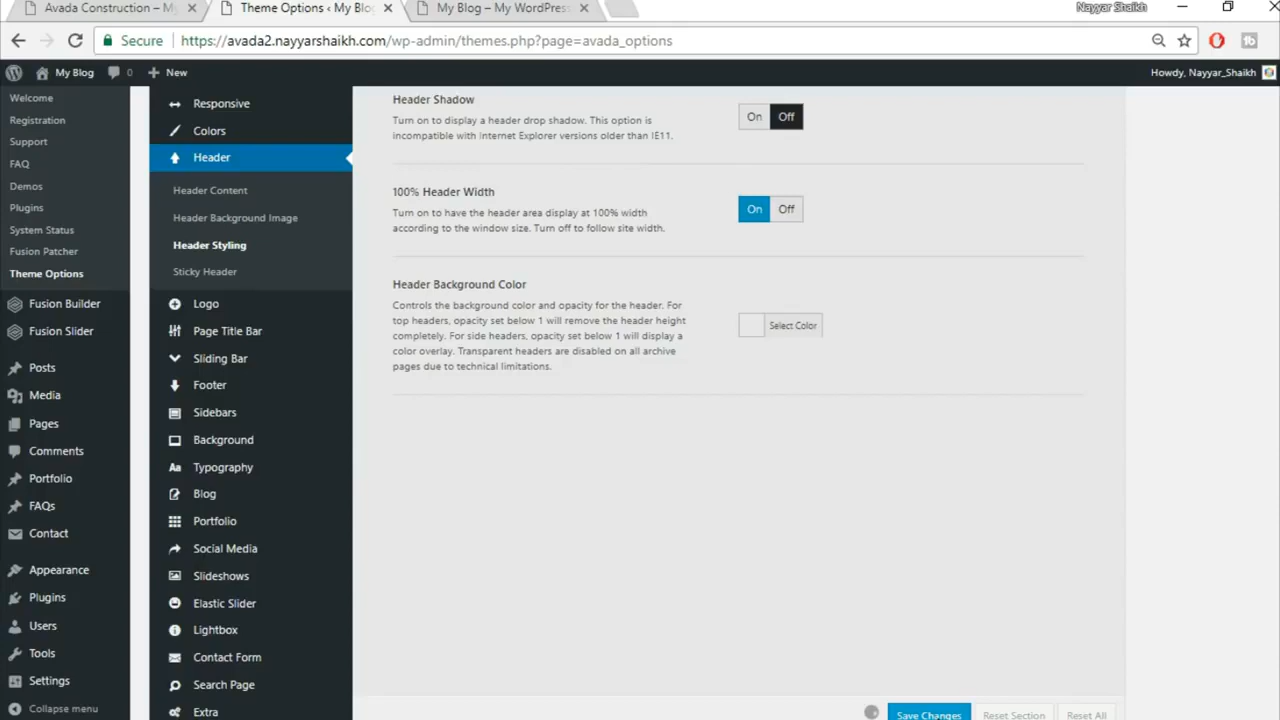 Avada Construction – My
Theme Options ‹ My Blog
My Blog – My WordPress
Nayyar Shaikh
Secure
https://avada2.nayyarshaikh.com/wp-admin/themes.php?page=avada_options
My Blog
0
New
Howdy, Nayyar_Shaikh
Welcome
Registration
Support
FAQ
Demos
Plugins
System Status
Fusion Patcher
Theme Options
Fusion Builder
Fusion Slider
Posts
Media
Pages
Comments
Portfolio
FAQs
Contact
Appearance
Plugins
Users
Tools
Settings
Collapse menu
Responsive
Colors
Header
Header Content
Header Background Image
Header Styling
Sticky Header
Logo
Page Title Bar
Sliding Bar
Footer
Sidebars
Background
Aa Typography
Blog
Portfolio
Social Media
Slideshows
Elastic Slider
Lightbox
Contact Form
Search Page
Extra
Header Shadow
Turn on to display a header drop shadow. This option is
incompatible with Internet Explorer versions older than IE11.
On Off
100% Header Width
Turn on to have the header area display at 100% width
according to the window size. Turn off to follow site width.
On Off
Header Background Color
Controls the background color and opacity for the header. For
top headers, opacity set below 1 will remove the header height
completely. For side headers, opacity set below 1 will display a
color overlay. Transparent headers are disabled on all archive
pages due to technical limitations.
Select Color
Save Changes
Reset Section
Reset All